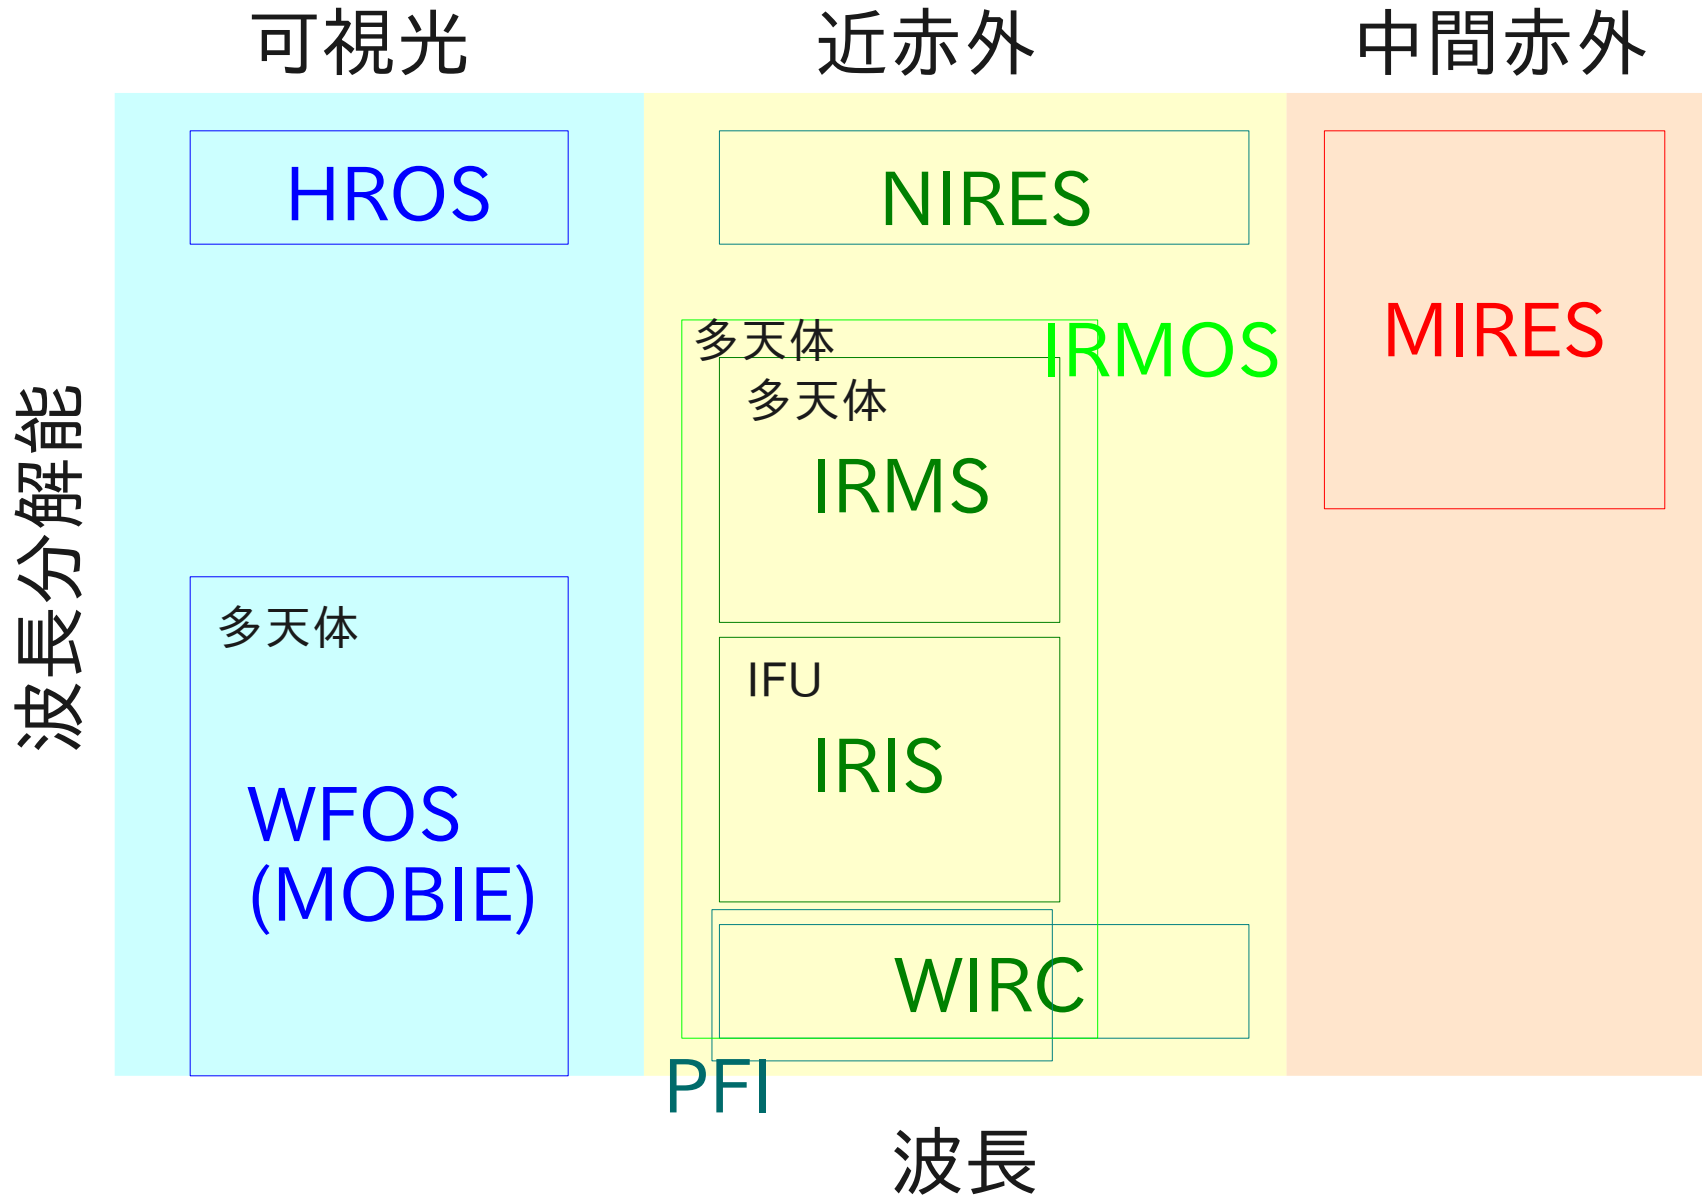 可視光
近赤外
中間赤外
HROS
NIRES
多天体
IRMOS
MIRES
多天体
IRMS
波長分解能
多天体
IFU
IRIS
WFOS
(MOBIE)
WIRC
PFI
波長